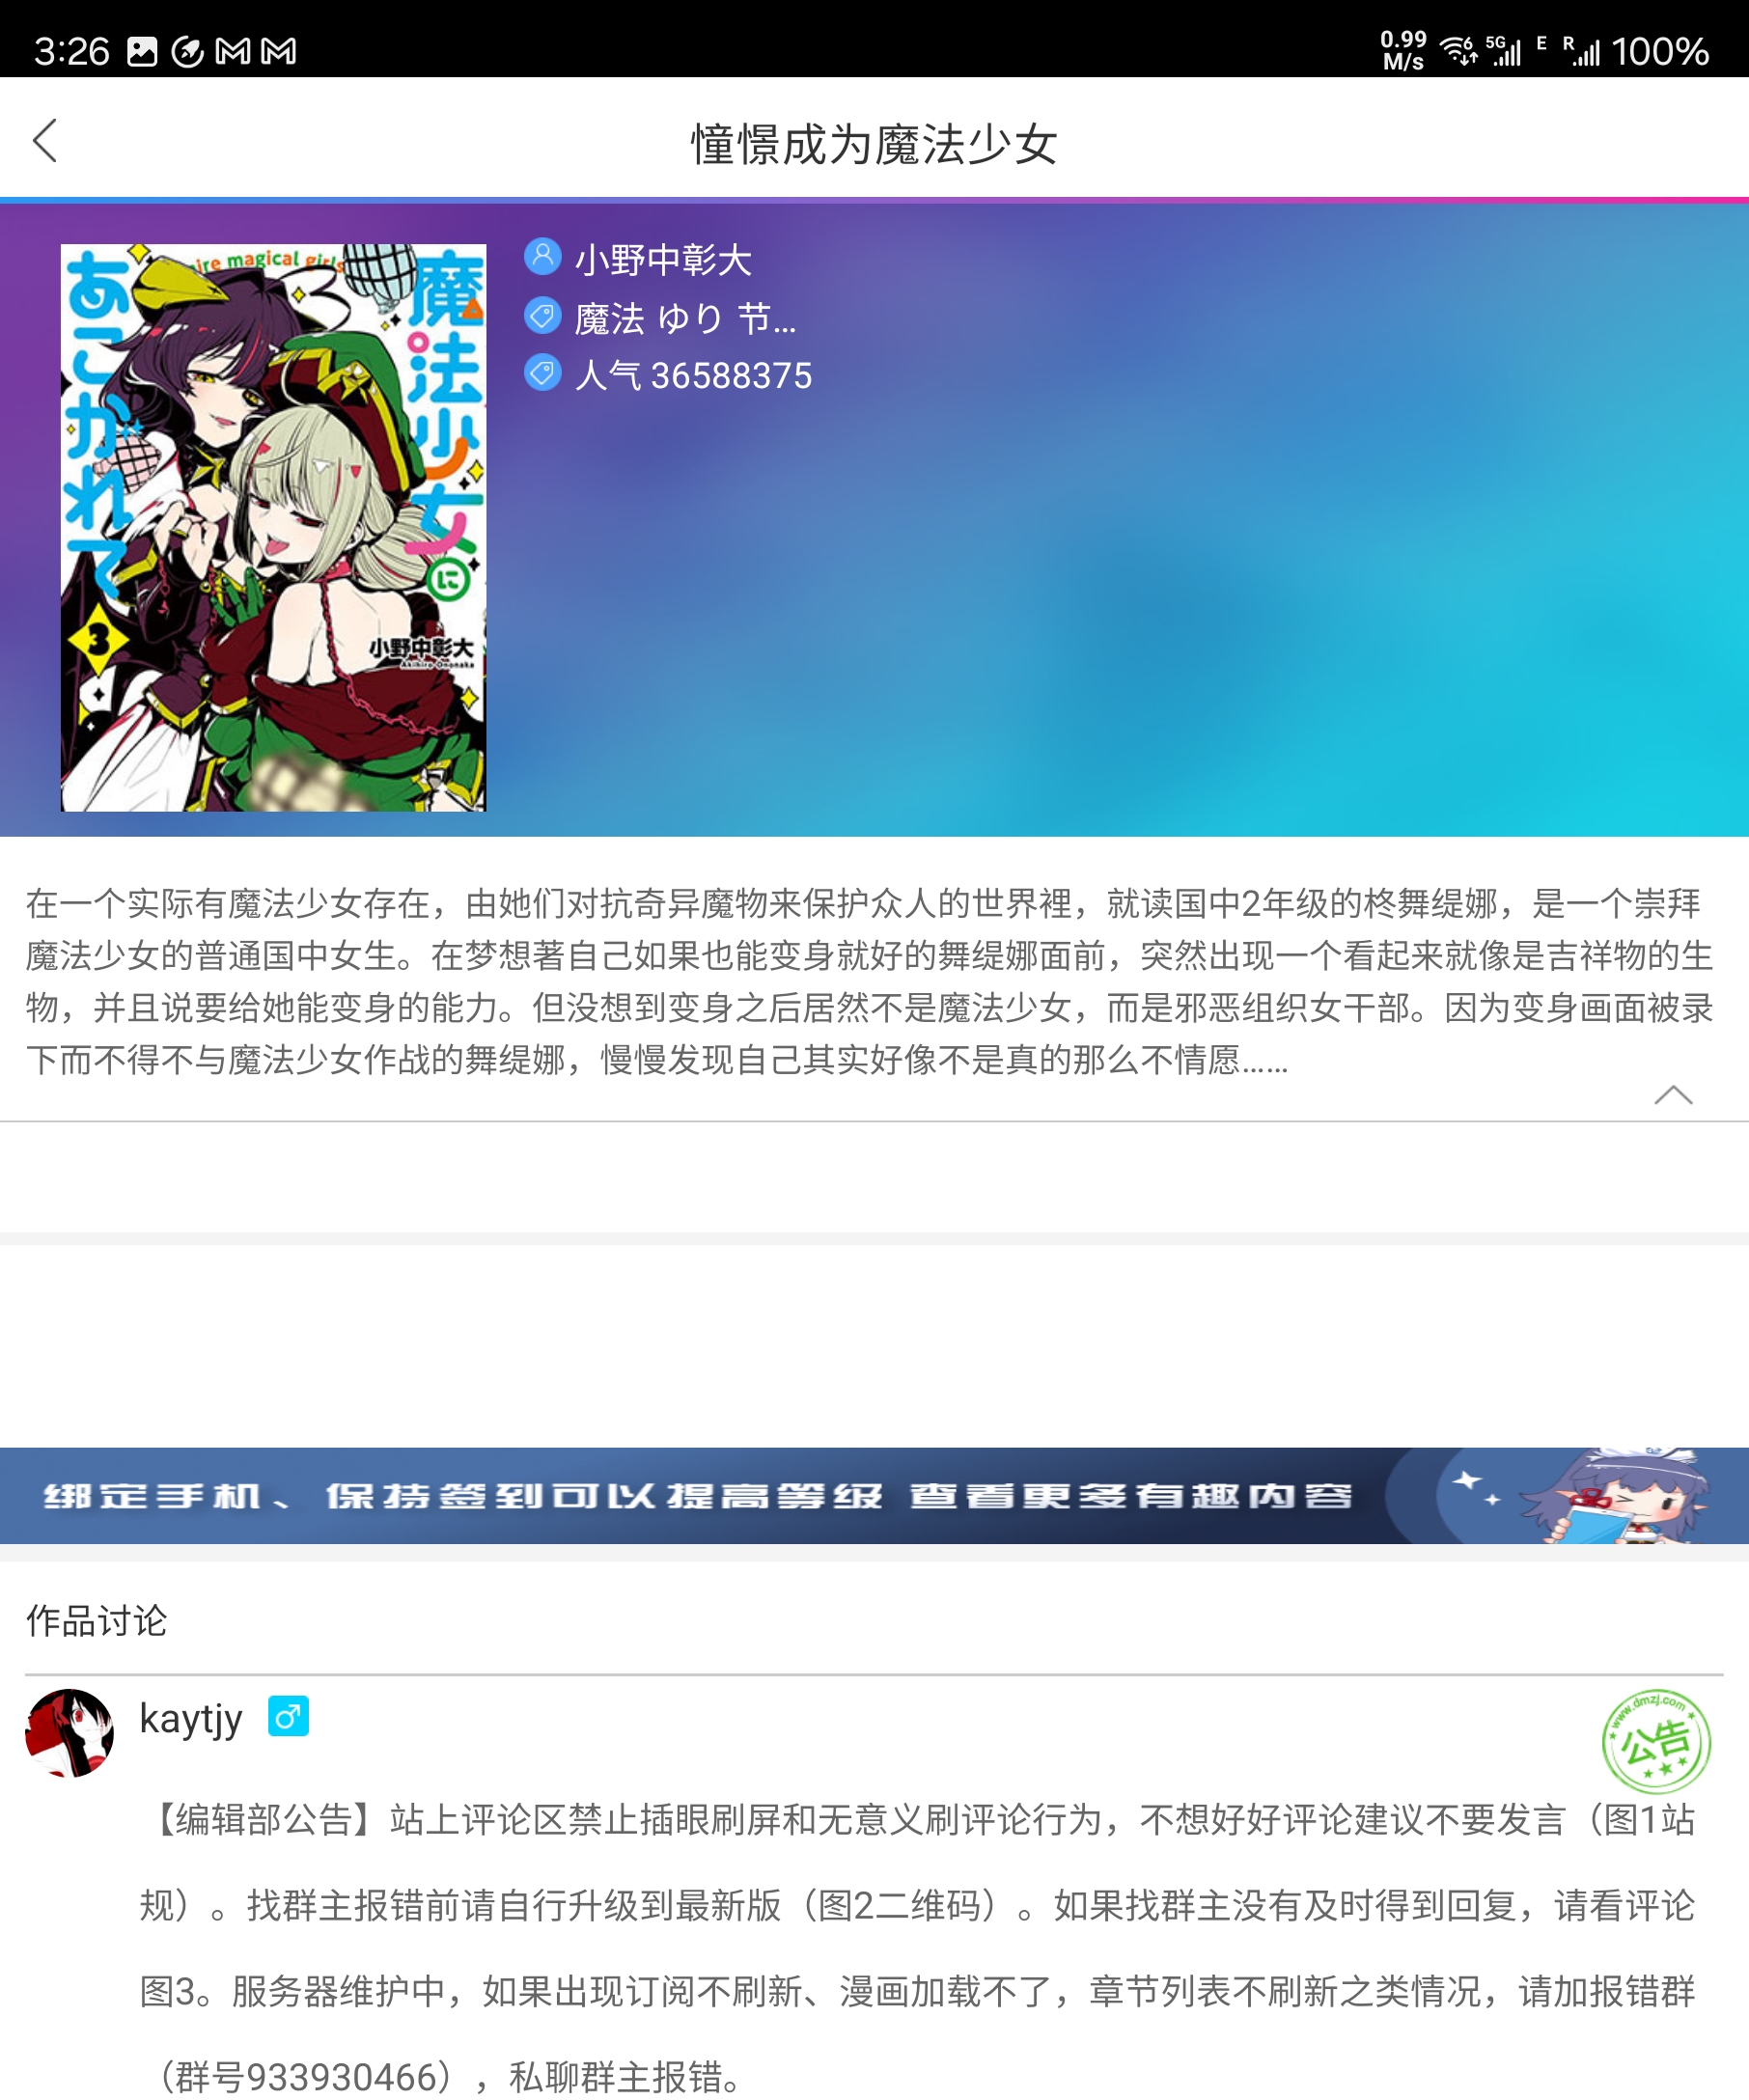 3:26
0.99 M/s 6 5G E R 100%
憧憬成为魔法少女
magical girls
魔法少女に
あこがれて
3
小野中彰大
Akihiro Ononaka
小野中彰大
魔法 ゆり 节...
人气 36588375
在一个实际有魔法少女存在，由她们对抗奇异魔物来保护众人的世界裡，就读国中2年级的柊舞缇娜，是一个崇拜
魔法少女的普通国中女生。在梦想著自己如果也能变身就好的舞缇娜面前，突然出现一个看起来就像是吉祥物的生
物，并且说要给她能变身的能力。但没想到变身之后居然不是魔法少女，而是邪恶组织女干部。因为变身画面被录
下而不得不与魔法少女作战的舞缇娜，慢慢发现自己其实好像不是真的那么不情愿……
绑定手机、保持签到可以提高等级 查看更多有趣内容
作品讨论
kaytjy
www.dmzj.com
公告
【编辑部公告】站上评论区禁止插眼刷屏和无意义刷评论行为，不想好好评论建议不要发言（图1站
规）。找群主报错前请自行升级到最新版（图2二维码）。如果找群主没有及时得到回复，请看评论
图3。服务器维护中，如果出现订阅不刷新、漫画加载不了，章节列表不刷新之类情况，请加报错群
（群号933930466），私聊群主报错。